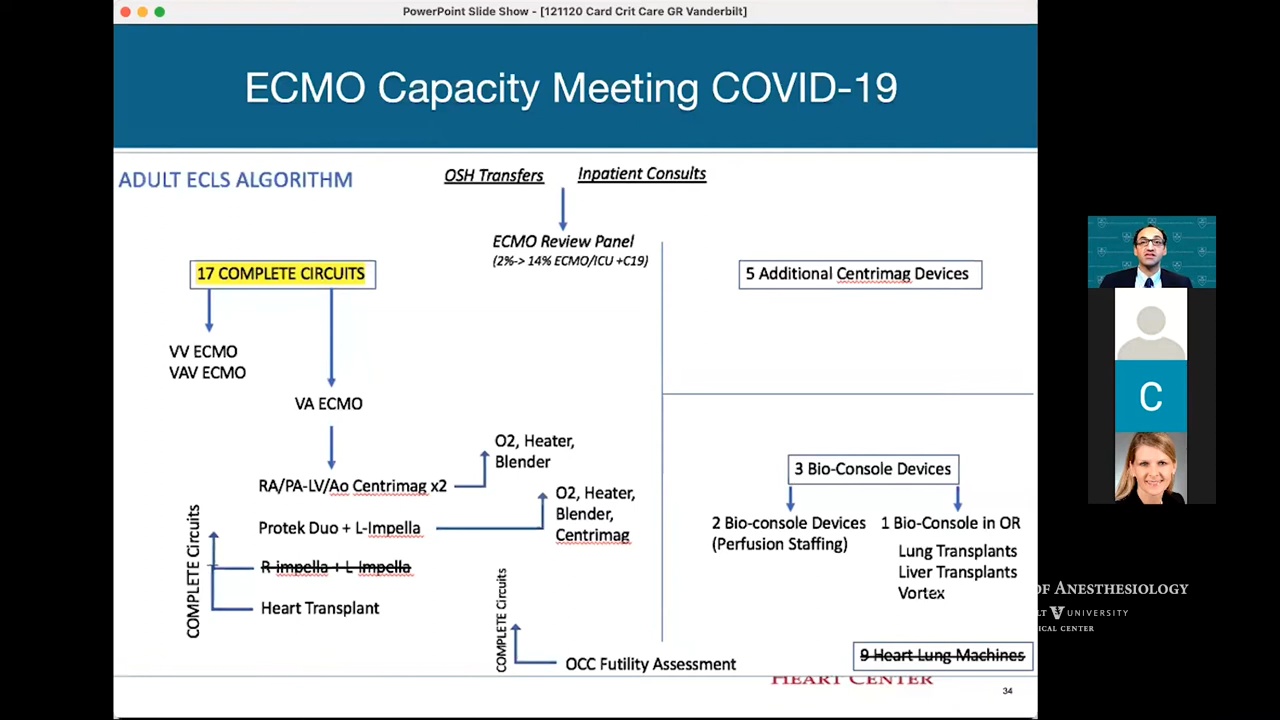 PowerPoint Slide Show - [121120 Card Crit Care GR Vanderbilt]
ECMO Capacity Meeting COVID-19
ADULT ECLS ALGORITHM
OSH Transfers
Inpatient Consults
ECMO Review Panel
(2%-> 14% ECMO/ICU +C19)
17 COMPLETE CIRCUITS
VV ECMO
VAV ECMO
VA ECMO
RA/PA-LV/Ao Centrimag x2
O2, Heater,
Blender
Protek Duo + L-Impella
O2, Heater,
Blender,
Centrimag
R-impella + L-Impella
Heart Transplant
COMPLETE Circuits
COMPLETE Circuits
OCC Futility Assessment
5 Additional Centrimag Devices
3 Bio-Console Devices
2 Bio-console Devices
(Perfusion Staffing)
1 Bio-Console in OR
Lung Transplants
Liver Transplants
Vortex
9 Heart Lung Machines
HEART CENTER
34
C
OF ANESTHESIOLOGY
LT V UNIVERSITY
ICAL CENTER